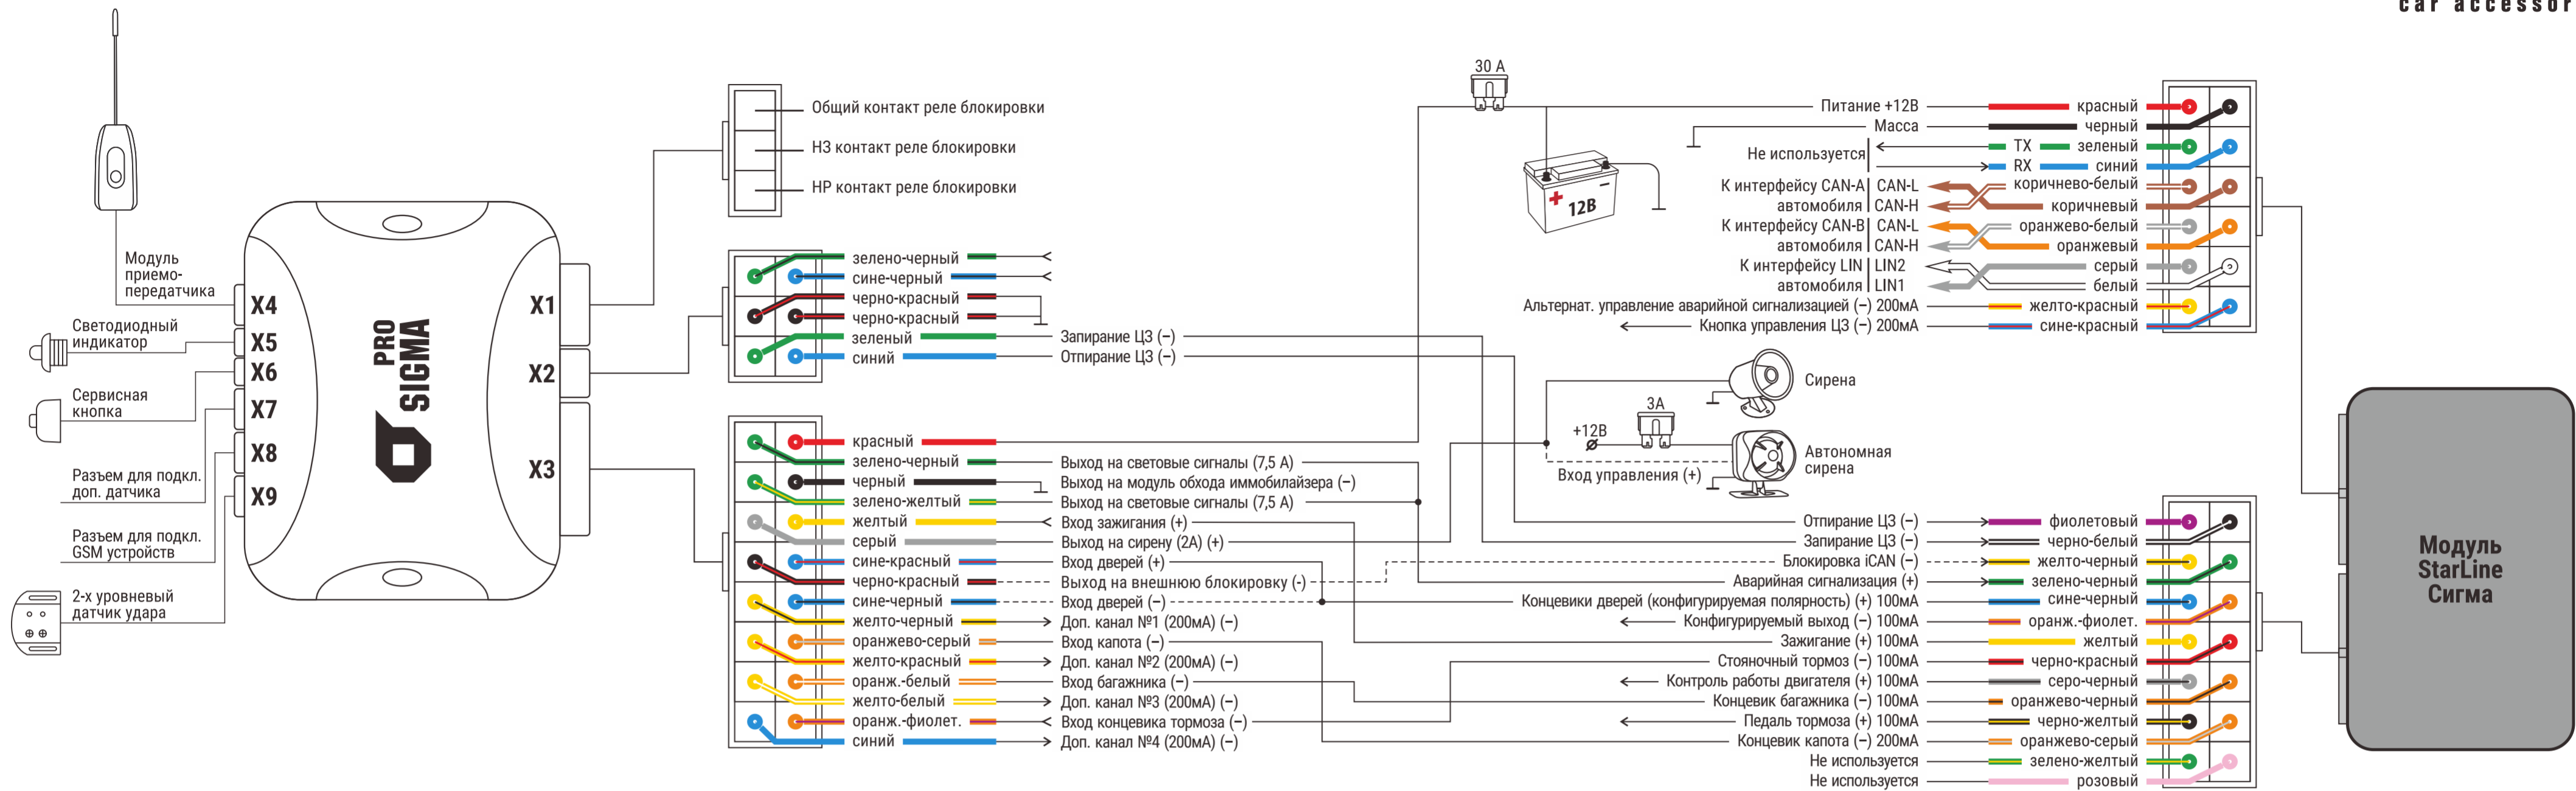 car accessor
Модуль
приемо-
передатчика
Светодиодный
индикатор
Сервисная
кнопка
Разъем для подкл.
доп. датчика
Разъем для подкл.
GSM устройств
2-х уровневый
датчик удара
X4
X5
X6
X7
X8
X9
PRO
SIGMA
X1
X2
X3
Общий контакт реле блокировки
НЗ контакт реле блокировки
НР контакт реле блокировки
зелено-черный
сине-черный
черно-красный
черно-красный
зеленый Запирание ЦЗ (–)
синий Отпирание ЦЗ (–)
красный
зелено-черный Выход на световые сигналы (7,5 А)
черный Выход на модуль обхода иммобилайзера (–)
зелено-желтый Выход на световые сигналы (7,5 А)
желтый Вход зажигания (+)
серый Выход на сирену (2А) (+)
сине-красный Вход дверей (+)
черно-красный Выход на внешнюю блокировку (-)
сине-черный Вход дверей (–)
желто-черный Доп. канал №1 (200мА) (–)
оранжево-серый Вход капота (–)
желто-красный Доп. канал №2 (200мА) (–)
оранж.-белый Вход багажника (–)
желто-белый Доп. канал №3 (200мА) (–)
оранж.-фиолет. Вход концевика тормоза (–)
синий Доп. канал №4 (200мА) (–)
30 А
+ –
12В
Сирена
3А
+12В
Автономная
сирена
Вход управления (+)
Питание +12В красный
Масса черный
Не используется
TX зеленый
RX синий
К интерфейсу CAN-A CAN-L коричнево-белый
автомобиля CAN-H коричневый
К интерфейсу CAN-B CAN-L оранжево-белый
автомобиля CAN-H оранжевый
К интерфейсу LIN LIN2 серый
автомобиля LIN1 белый
Альтернат. управление аварийной сигнализацией (–) 200мА желто-красный
Кнопка управления ЦЗ (–) 200мА сине-красный
Отпирание ЦЗ (–) фиолетовый
Запирание ЦЗ (–) черно-белый
Блокировка iCAN (–) желто-черный
Аварийная сигнализация (+) зелено-черный
Концевики дверей (конфигурируемая полярность) (+) 100мА сине-черный
Конфигурируемый выход (–) 100мА оранж.-фиолет.
Зажигание (+) 100мА желтый
Стояночный тормоз (–) 100мА черно-красный
Контроль работы двигателя (+) 100мА серо-черный
Концевик багажника (–) 100мА оранжево-черный
Педаль тормоза (+) 100мА черно-желтый
Концевик капота (–) 200мА оранжево-серый
Не используется зелено-желтый
Не используется розовый
Модуль
StarLine
Сигма